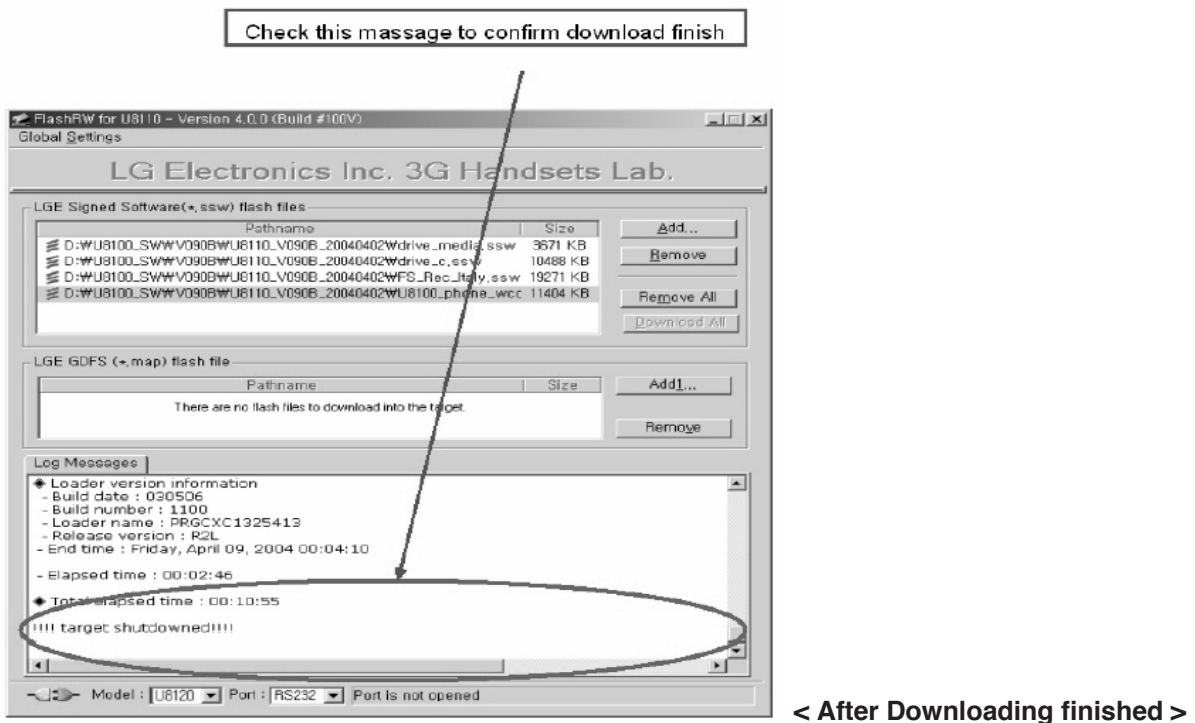 Check this massage to confirm download finish
FlashRW for U8110 - Version 4.0.0 (Build #100V)
Global Settings
LG Electronics Inc. 3G Handsets Lab.
LGE Signed Software(*.ssw) flash files
Pathname Size
D:₩U8100_SW₩V090B₩U8110_V090B_20040402₩drive_media.ssw 3671 KB
D:₩U8100_SW₩V090B₩U8110_V090B_20040402₩drive_c.ssw 10488 KB
D:₩U8100_SW₩V090B₩U8110_V090B_20040402₩FS_Rec_Italy.ssw 19271 KB
D:₩U8100_SW₩V090B₩U8110_V090B_20040402₩U8100_phone_wcc 11404 KB
Add...
Remove
Remove All
Download All
LGE GDFS (*.map) flash file
Pathname Size
There are no flash files to download into the target.
Add1...
Remove
Log Messages
◆ Loader version information
- Build date : 030506
- Build number : 1100
- Loader name : PRGCXC1325413
- Release version : R2L
- End time : Friday, April 09, 2004 00:04:10
- Elapsed time : 00:02:46
◆ Total elapsed time : 00:10:55
!!!! target shutdowned!!!!
Model : U8120 Port : RS232 Port is not opened
< After Downloading finished >